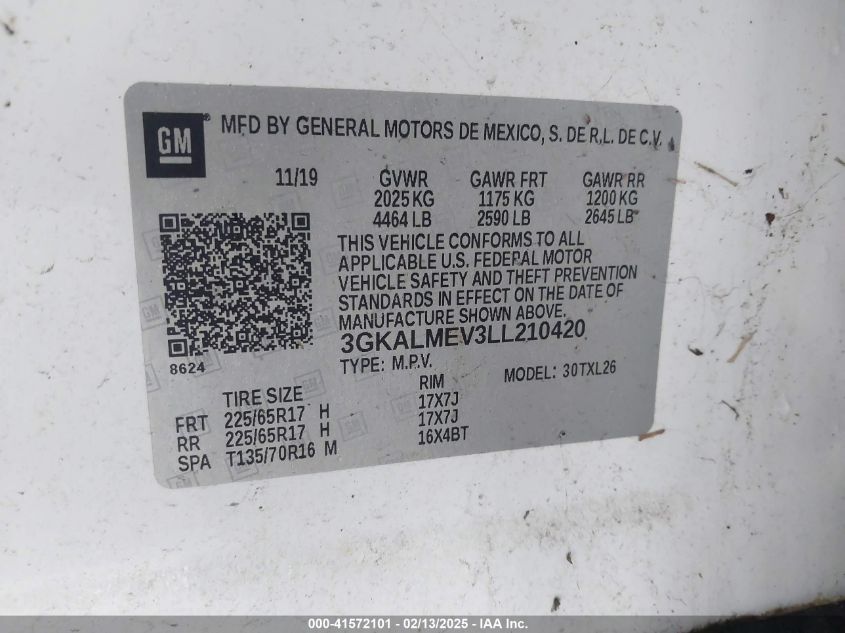 GM
MFD BY GENERAL MOTORS DE MEXICO, S. DE R.L. DE C.V.
11/19 GVWR GAWR FRT GAWR RR
2025 KG 1175 KG 1200 KG
4464 LB 2590 LB 2645 LB
THIS VEHICLE CONFORMS TO ALL
APPLICABLE U.S. FEDERAL MOTOR
VEHICLE SAFETY AND THEFT PREVENTION
STANDARDS IN EFFECT ON THE DATE OF
MANUFACTURE SHOWN ABOVE.
3GKALMEV3LL210420
8624
TYPE: M.P.V. MODEL: 30TXL26
TIRE SIZE RIM
FRT 225/65R17 H 17X7J
RR 225/65R17 H 17X7J
SPA T135/70R16 M 16X4BT
000-41572101 - 02/13/2025 - IAA Inc.